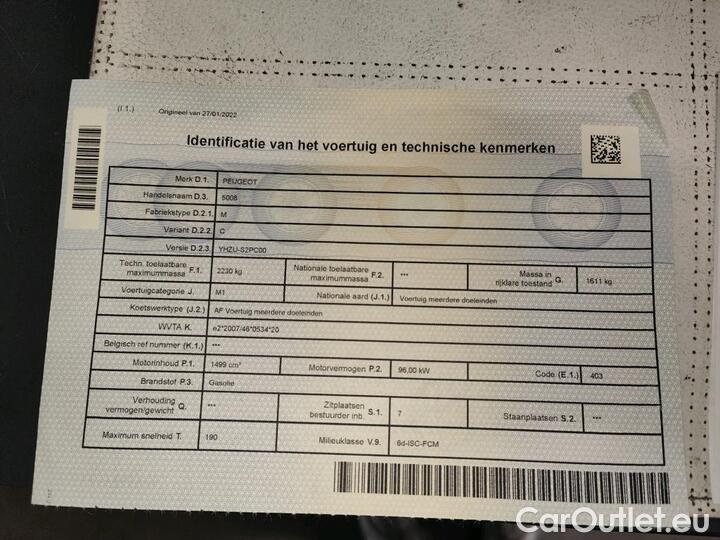 (I.1.) Origineel van 27/01/2022
Identificatie van het voertuig en technische kenmerken
Merk D.1. PEUGEOT
Handelsnaam D.3. 5008
Fabriekstype D.2.1. M
Variant D.2.2. C
Versie D.2.3. YHZU-S2PC00
Techn. toelaatbare maximummassa F.1. 2230 kg Nationale toelaatbare maximummassa F.2. *** Massa in rijklare toestand G. 1611 kg
Voertuigcategorie J. M1 Nationale aard (J.1.) Voertuig meerdere doeleinden
Koetswerktype (J.2.) AF Voertuig meerdere doeleinden
WVTA K. e2*2007/46*0534*20
Belgisch ref nummer (K.1.) ***
Motorinhoud P.1. 1499 cm³ Motorvermogen P.2. 96,00 kW Code (E.1.) 403
Brandstof P.3. Gasolie
Verhouding vermogen/gewicht Q. *** Zitplaatsen bestuurder inb. S.1. 7 Staanplaatsen S.2. ***
Maximum snelheid T. 190 Milieuklasse V.9. 6d-ISC-FCM
CarOutlet.eu